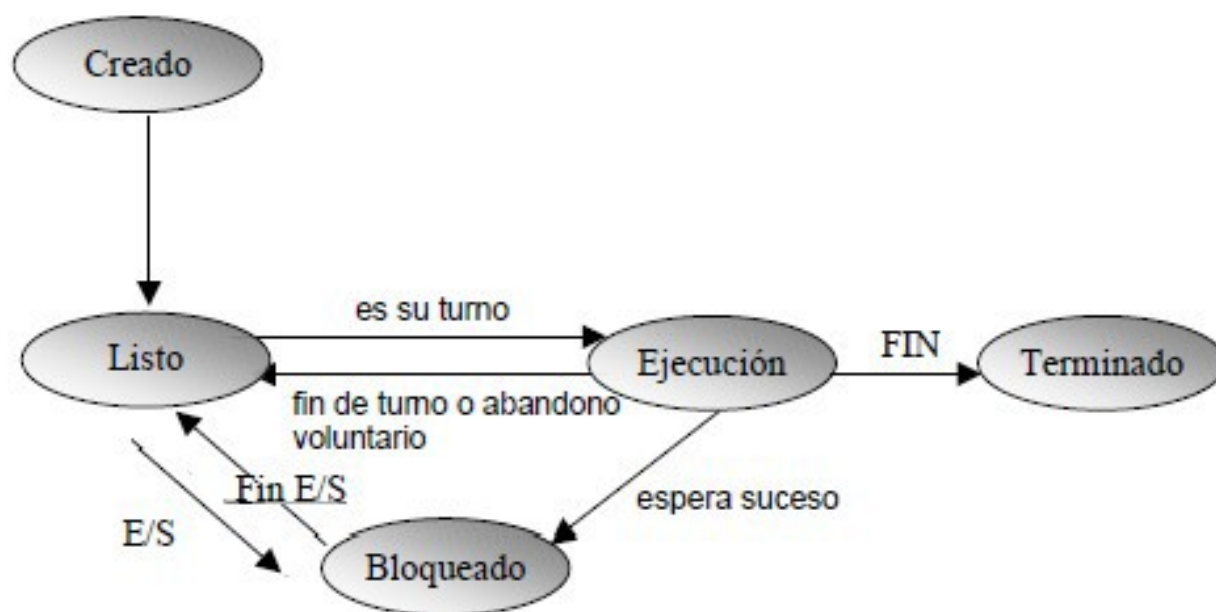 Creado
es su turno
Listo
Ejecución
FIN
Terminado
fin de turno o abandono
voluntario
Fin E/S
E/S
espera suceso
Bloqueado